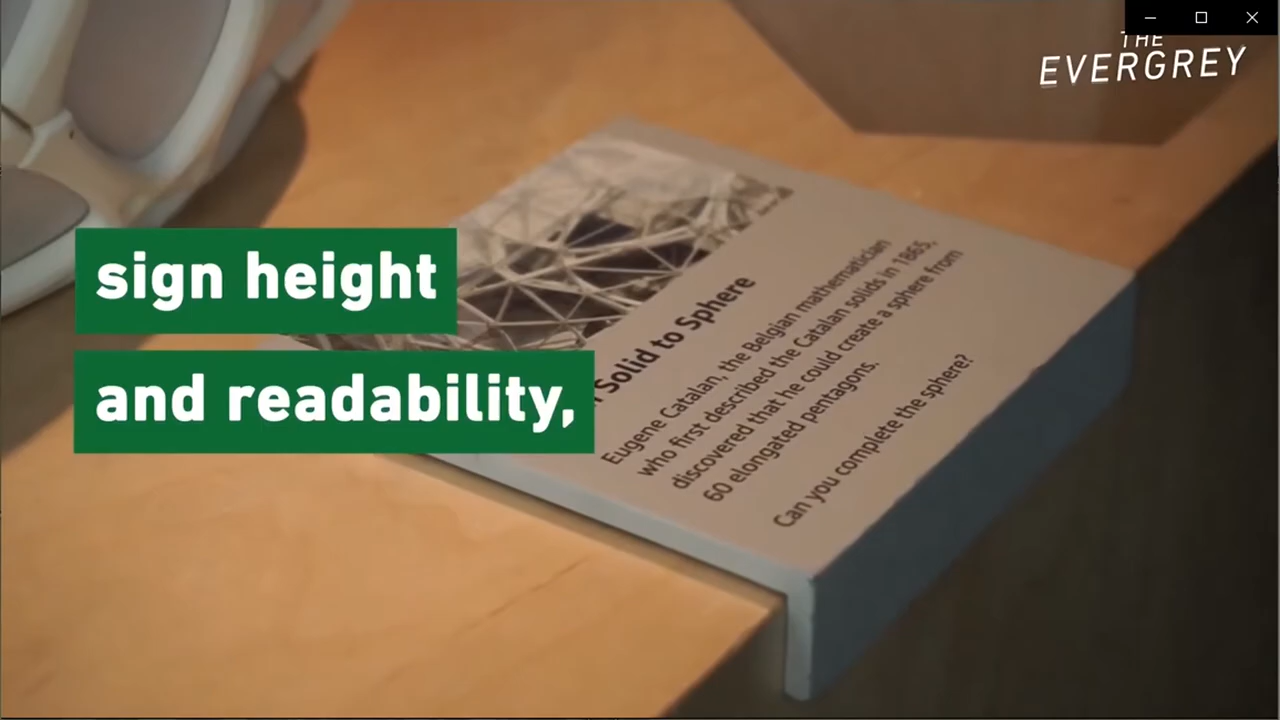 THE
EVERGREY
sign height
and readability,
Solid to Sphere
Eugene Catalan, the Belgian mathematician
who first described the Catalan solids in 1865,
discovered that he could create a sphere from
60 elongated pentagons.
Can you complete the sphere?